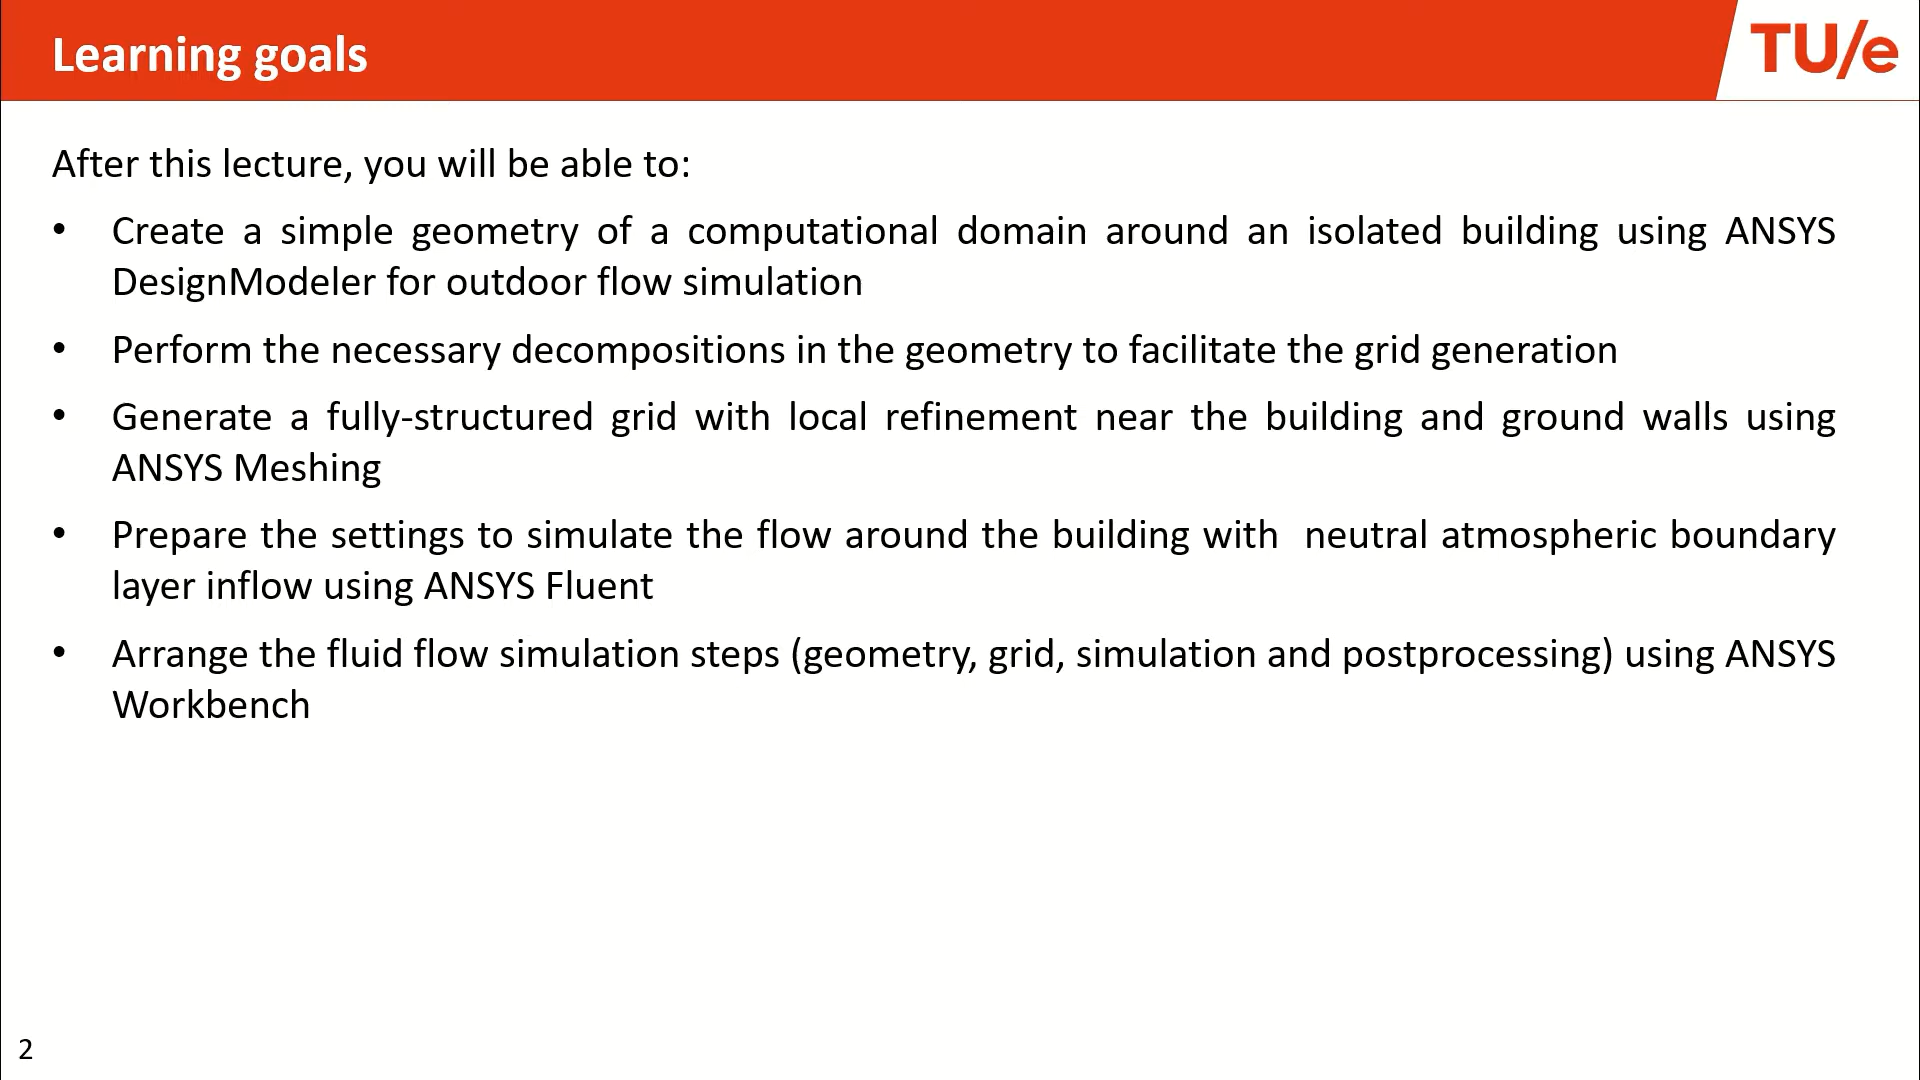 Learning goals
TU/e
After this lecture, you will be able to:
• Create a simple geometry of a computational domain around an isolated building using ANSYS
DesignModeler for outdoor flow simulation
• Perform the necessary decompositions in the geometry to facilitate the grid generation
• Generate a fully-structured grid with local refinement near the building and ground walls using
ANSYS Meshing
• Prepare the settings to simulate the flow around the building with  neutral atmospheric boundary
layer inflow using ANSYS Fluent
• Arrange the fluid flow simulation steps (geometry, grid, simulation and postprocessing) using ANSYS
Workbench
2